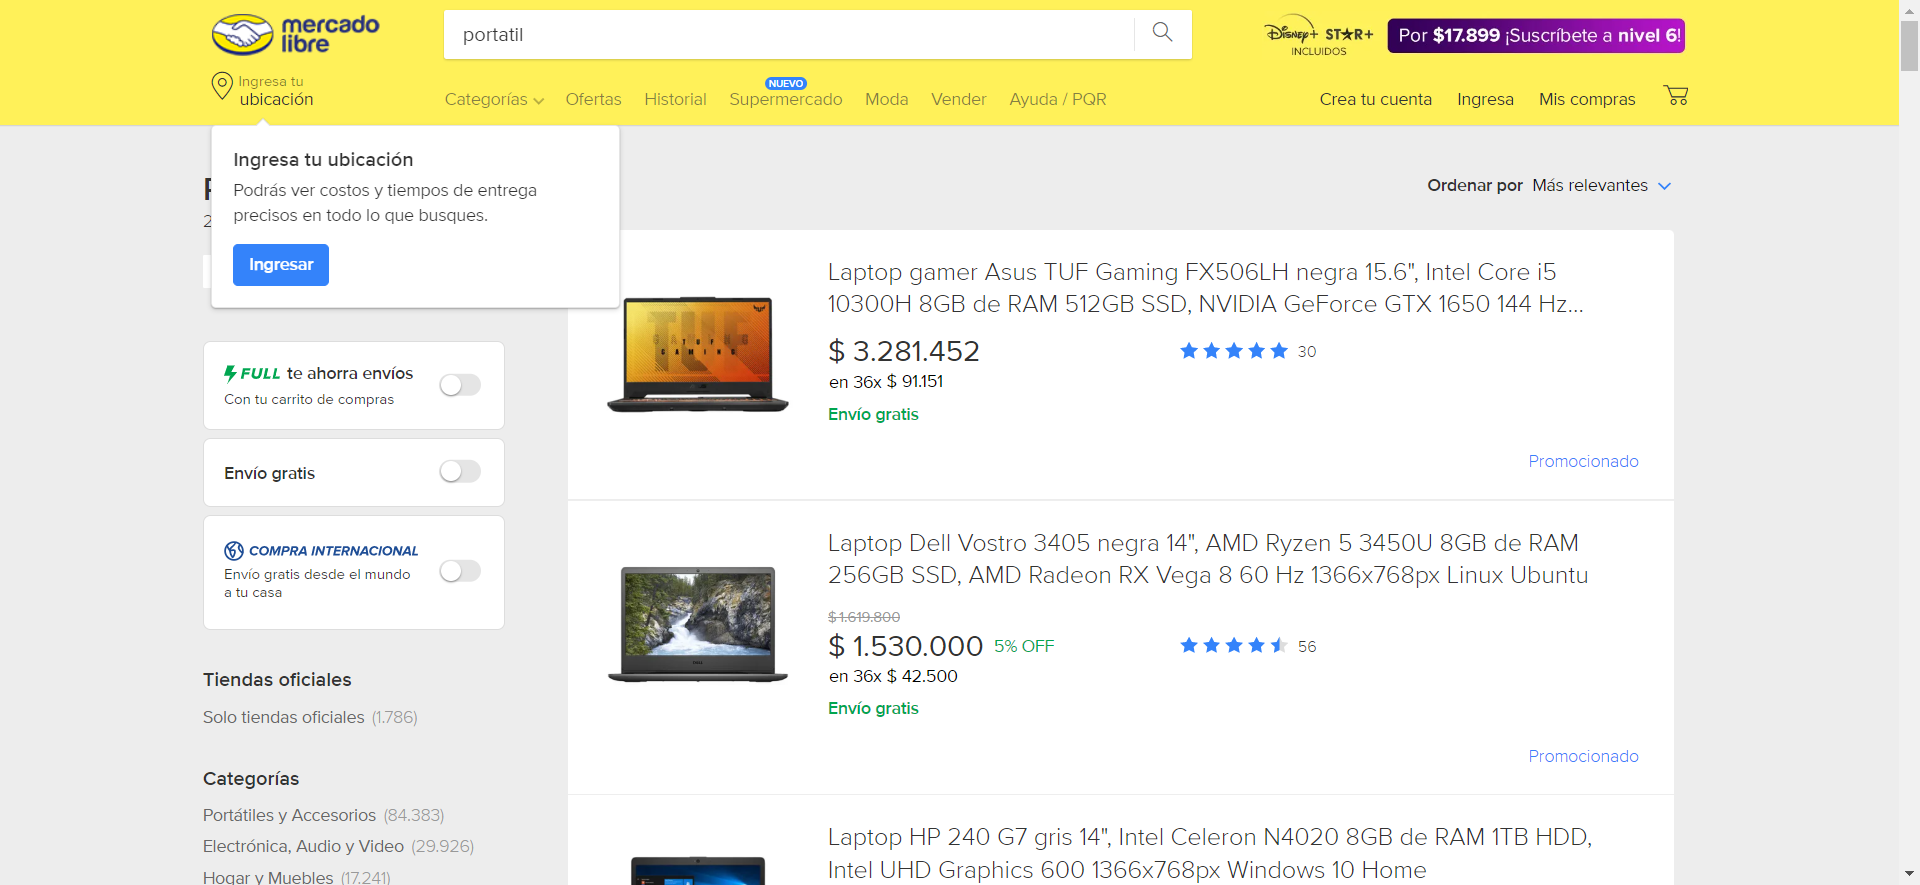 mercado
libre
portatil
Disney+ STAR+
INCLUIDOS
Por $17.899 ¡Suscríbete a nivel 6!
Ingresa tu
ubicación
Categorías
Ofertas
Historial
NUEVO
Supermercado
Moda
Vender
Ayuda / PQR
Crea tu cuenta
Ingresa
Mis compras
Ingresa tu ubicación
Podrás ver costos y tiempos de entrega
precisos en todo lo que busques.
Ingresar
Ordenar por Más relevantes
FULL te ahorra envíos
Con tu carrito de compras
Envío gratis
COMPRA INTERNACIONAL
Envío gratis desde el mundo
a tu casa
Tiendas oficiales
Solo tiendas oficiales (1.786)
Categorías
Portátiles y Accesorios (84.383)
Electrónica, Audio y Video (29.926)
Hogar y Muebles (17.241)
TUF
GAMING
Laptop gamer Asus TUF Gaming FX506LH negra 15.6", Intel Core i5
10300H 8GB de RAM 512GB SSD, NVIDIA GeForce GTX 1650 144 Hz...
$ 3.281.452
30
en 36x $ 91.151
Envío gratis
Promocionado
Laptop Dell Vostro 3405 negra 14", AMD Ryzen 5 3450U 8GB de RAM
256GB SSD, AMD Radeon RX Vega 8 60 Hz 1366x768px Linux Ubuntu
$ 1.619.800
$ 1.530.000 5% OFF
56
en 36x $ 42.500
Envío gratis
Promocionado
Laptop HP 240 G7 gris 14", Intel Celeron N4020 8GB de RAM 1TB HDD,
Intel UHD Graphics 600 1366x768px Windows 10 Home